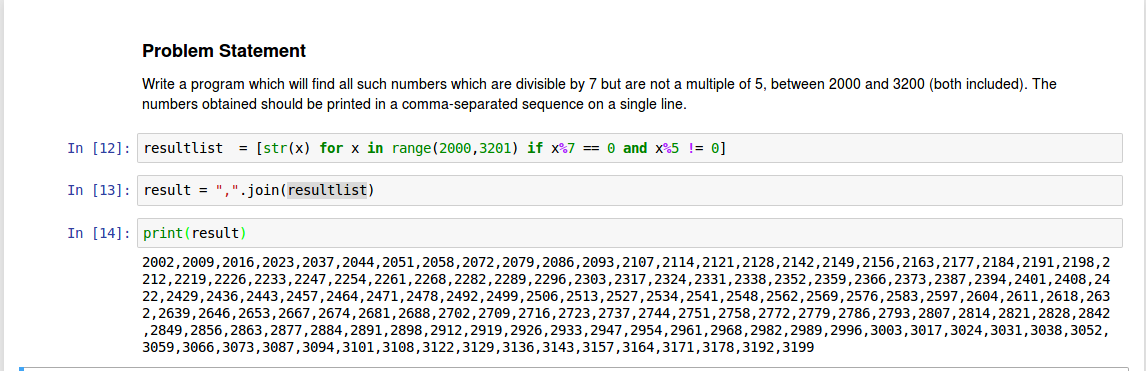 Problem Statement
Write a program which will find all such numbers which are divisible by 7 but are not a multiple of 5, between 2000 and 3200 (both included). The
numbers obtained should be printed in a comma-separated sequence on a single line.
In [12]: resultlist  = [str(x) for x in range(2000,3201) if x%7 == 0 and x%5 != 0]
In [13]: result = ",".join(resultlist)
In [14]: print(result)
2002,2009,2016,2023,2037,2044,2051,2058,2072,2079,2086,2093,2107,2114,2121,2128,2142,2149,2156,2163,2177,2184,2191,2198,2
212,2219,2226,2233,2247,2254,2261,2268,2282,2289,2296,2303,2317,2324,2331,2338,2352,2359,2366,2373,2387,2394,2401,2408,24
22,2429,2436,2443,2457,2464,2471,2478,2492,2499,2506,2513,2527,2534,2541,2548,2562,2569,2576,2583,2597,2604,2611,2618,263
2,2639,2646,2653,2667,2674,2681,2688,2702,2709,2716,2723,2737,2744,2751,2758,2772,2779,2786,2793,2807,2814,2821,2828,2842
,2849,2856,2863,2877,2884,2891,2898,2912,2919,2926,2933,2947,2954,2961,2968,2982,2989,2996,3003,3017,3024,3031,3038,3052,
3059,3066,3073,3087,3094,3101,3108,3122,3129,3136,3143,3157,3164,3171,3178,3192,3199